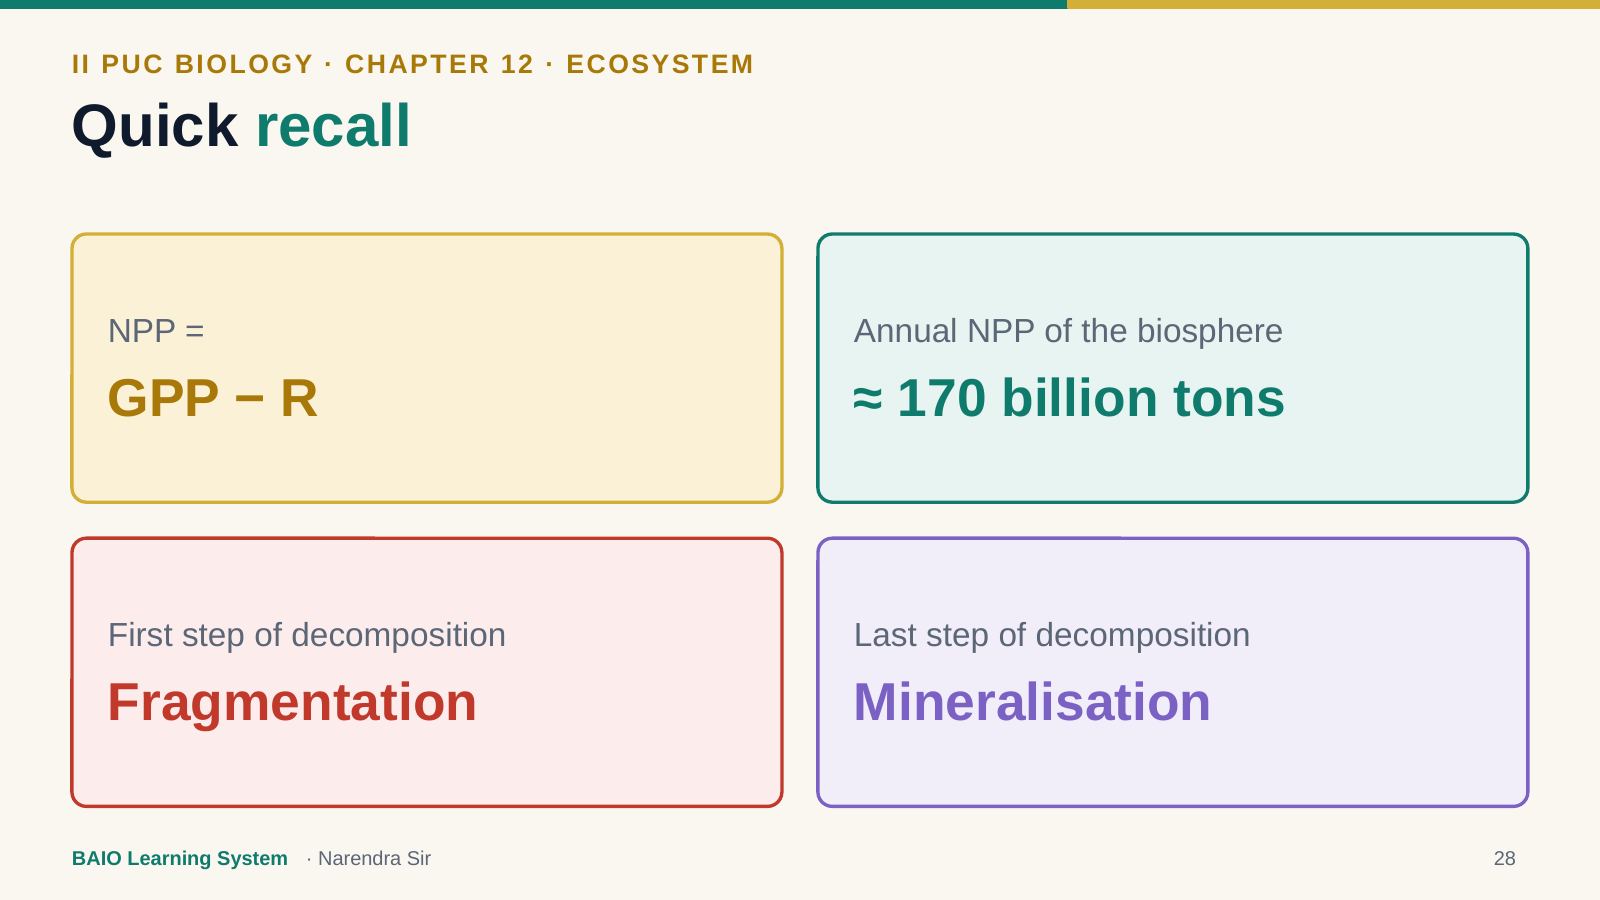 II PUC BIOLOGY · CHAPTER 12 · ECOSYSTEM
Quick recall
NPP =
GPP − R
Annual NPP of the biosphere
≈ 170 billion tons
First step of decomposition
Fragmentation
Last step of decomposition
Mineralisation
BAIO Learning System · Narendra Sir
28